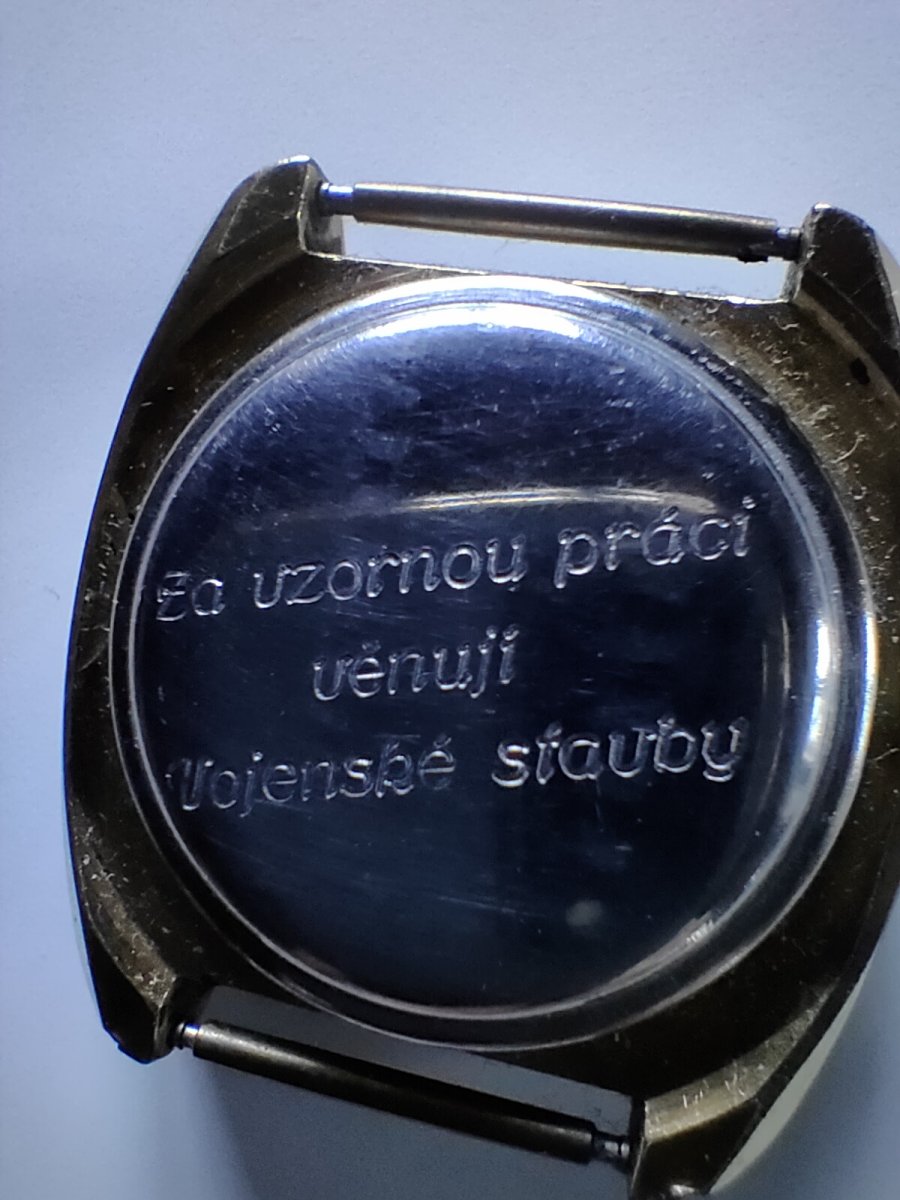 Za vzornou práci
věnují
Vojenské stavby